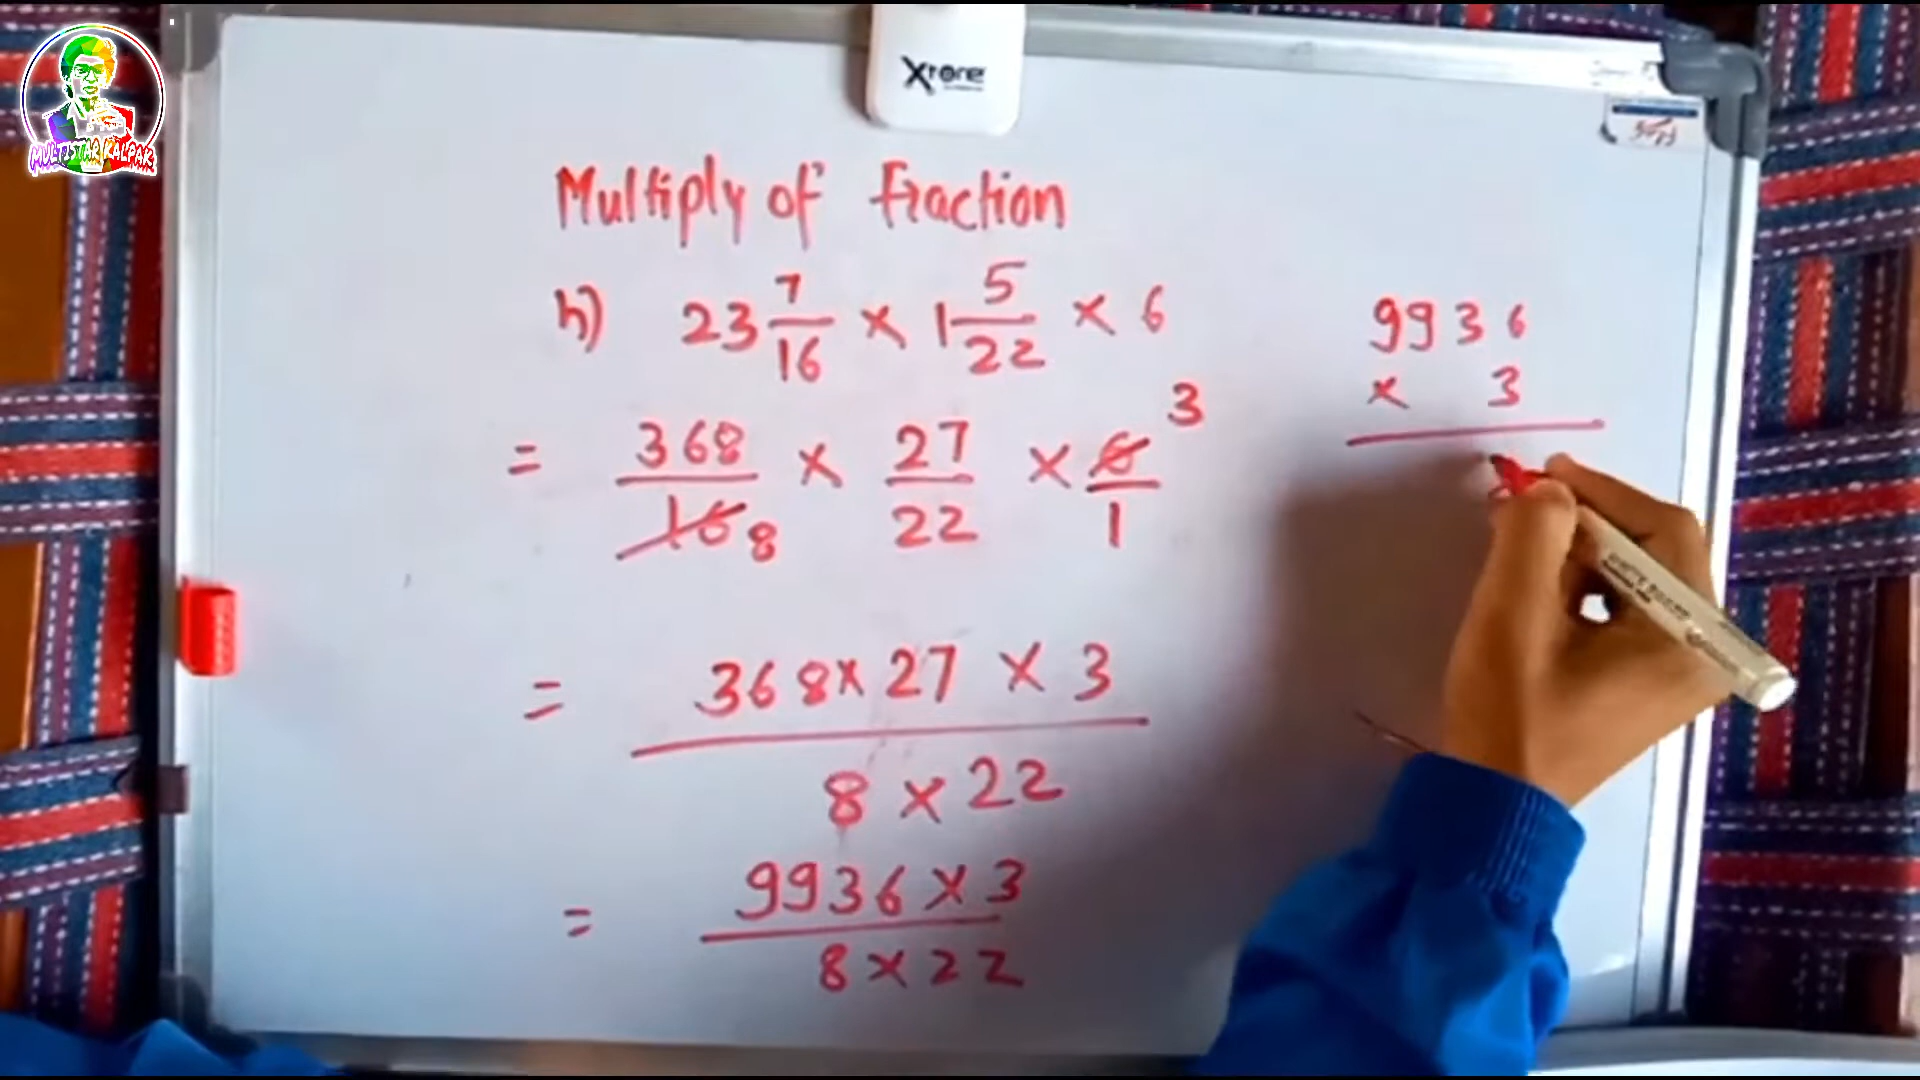 MULTISTAR KALPAK
Xtore
Multiply of fraction
h) 23 7/16 × 1 5/22 × 6
= 368/16 8 × 27/22 × 6/1 3
= 368 × 27 × 3
8 × 22
= 9936 × 3
8 × 22
9936
× 3